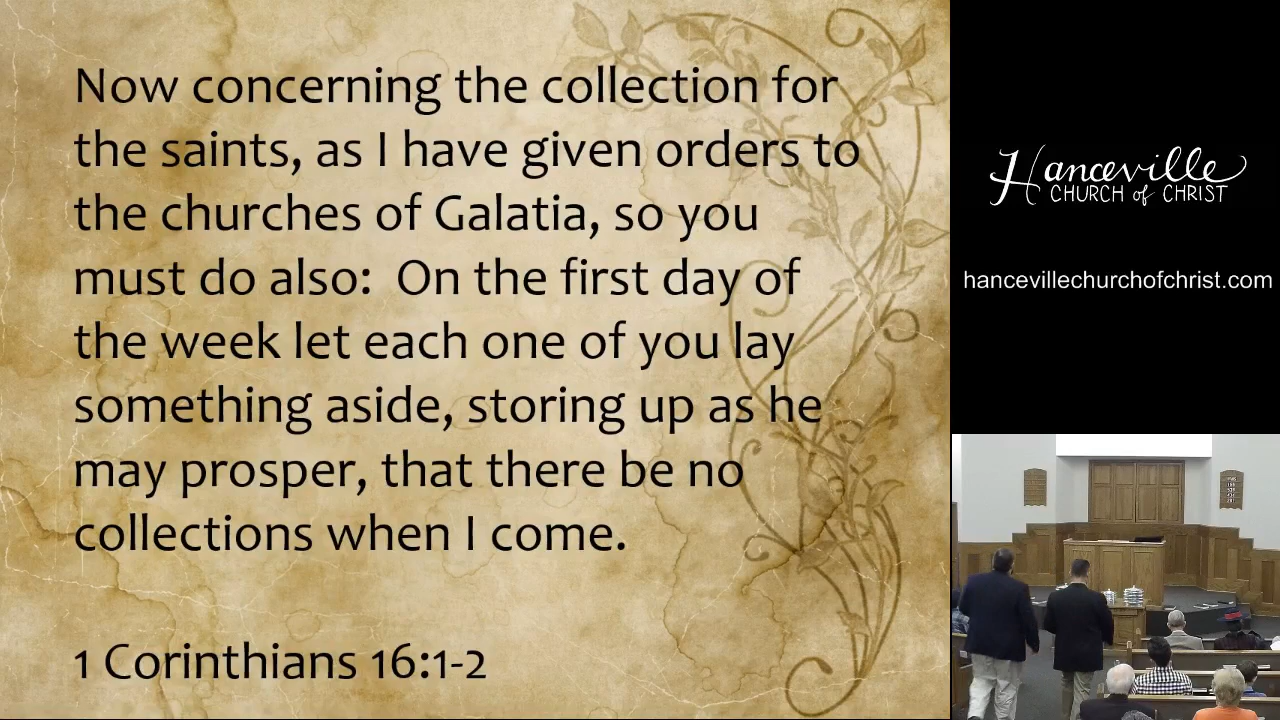 Now concerning the collection for
the saints, as I have given orders to
the churches of Galatia, so you
must do also:  On the first day of
the week let each one of you lay
something aside, storing up as he
may prosper, that there be no
collections when I come.
1 Corinthians 16:1-2
Hanceville
CHURCH of CHRIST
hancevillechurchofchrist.com